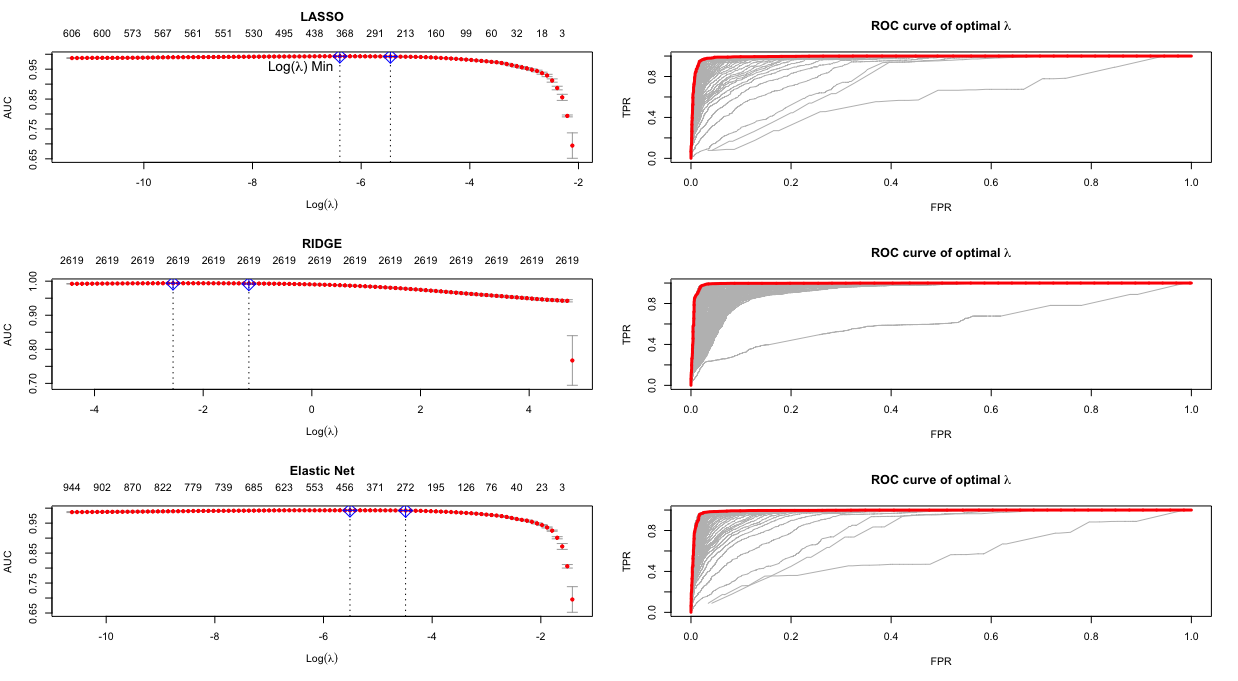 LASSO
606 600 573 567 561 551 530 495 438 368 291 213 160 99 60 32 18 3
Log(λ) Min
AUC
0.65 0.75 0.85 0.95
-10 -8 -6 -4 -2
Log(λ)
ROC curve of optimal λ
TPR
0.0 0.4 0.8
0.0 0.2 0.4 0.6 0.8 1.0
FPR
RIDGE
2619 2619 2619 2619 2619 2619 2619 2619 2619 2619 2619 2619 2619 2619 2619
AUC
0.70 0.80 0.90 1.00
-4 -2 0 2 4
Log(λ)
ROC curve of optimal λ
TPR
0.0 0.4 0.8
0.0 0.2 0.4 0.6 0.8 1.0
FPR
Elastic Net
944 902 870 822 779 739 685 623 553 456 371 272 195 126 76 40 23 3
AUC
0.65 0.75 0.85 0.95
-10 -8 -6 -4 -2
Log(λ)
ROC curve of optimal λ
TPR
0.0 0.4 0.8
0.0 0.2 0.4 0.6 0.8 1.0
FPR